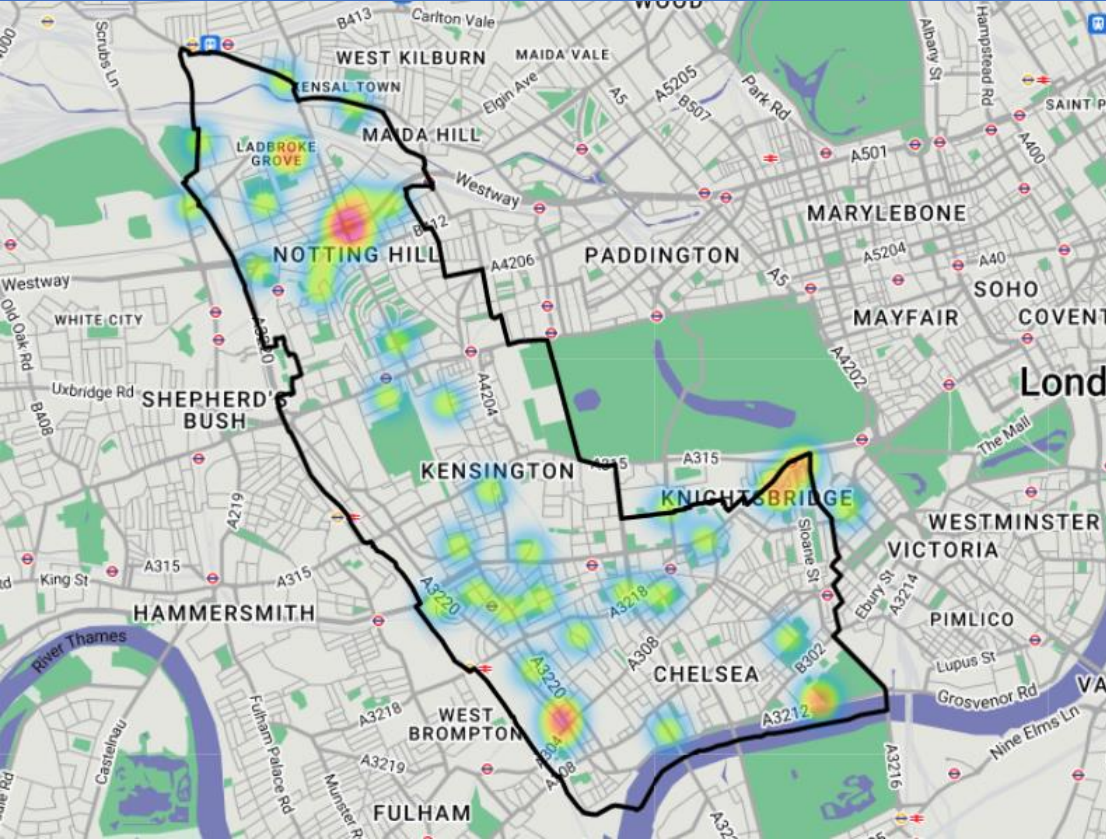 WOOD
B413
Carlton Vale
Scrubs Ln
WEST KILBURN
MAIDA VALE
Albany St
Hampstead Rd
KENSAL TOWN
Elgin Ave
A5
A5205
B507
Park Rd
SAINT P
MAIDA HILL
LADBROKE
GROVE
A501
A400
Westway
MARYLEBONE
B412
NOTTING HILL
A4206
PADDINGTON
A5204
A40
A5
SOHO
Westway
WHITE CITY
Old Oak Rd
A3220
MAYFAIR
COVENT
Uxbridge Rd
SHEPHERD'S
BUSH
B408
A4204
A4202
Lond
The Mall
KENSINGTON
A315
A315
KNIGHTSBRIDGE
A219
WESTMINSTER
VICTORIA
Sloane St
King St
A315
A315
A3220
A3218
Ebury St
A3214
HAMMERSMITH
PIMLICO
River Thames
A308
B302
CHELSEA
Lupus St
A3220
VA
Grosvenor Rd
A3212
A3218
WEST
BROMPTON
Fulham Palace Rd
Castelnau
A3219
Munster R
Nine Elms Ln
A3216
FULHAM